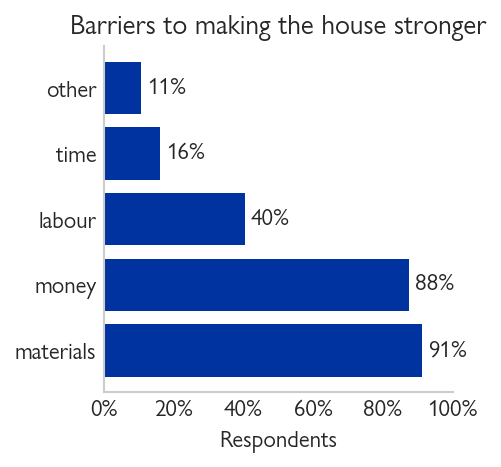 Barriers to making the house stronger
other 11%
time 16%
labour 40%
money 88%
materials 91%
0% 20% 40% 60% 80% 100%
Respondents